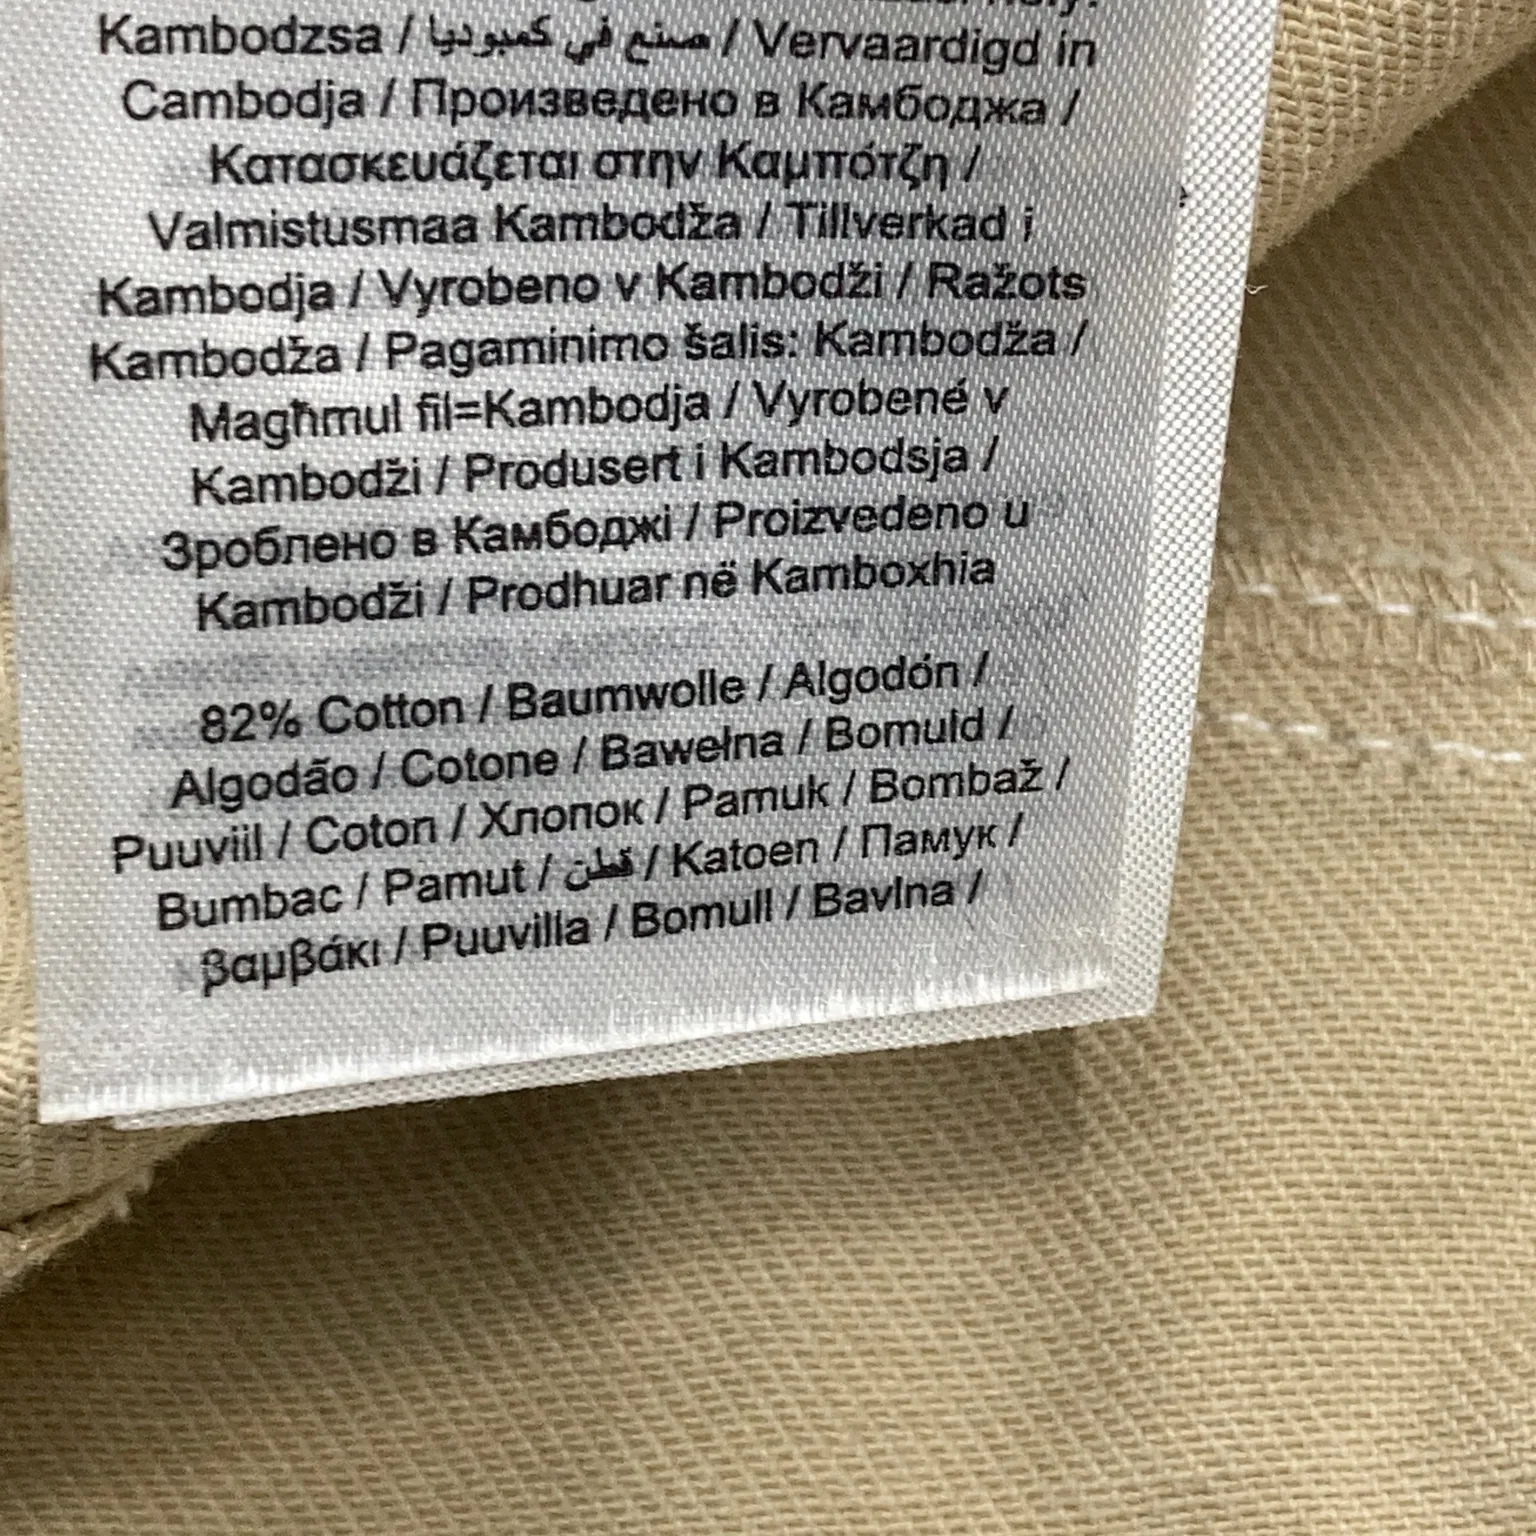 Kambodzsa / صنع في كمبوديا / Vervaardigd in
Cambodja / Произведено в Камбоджа /
Κατασκευάζεται στην Καμπότζη /
Valmistusmaa Kambodža / Tillverkad i
Kambodja / Vyrobeno v Kambodži / Ražots
Kambodža / Pagaminimo šalis: Kambodža /
Magħmul fil=Kambodja / Vyrobené v
Kambodži / Produsert i Kambodsja /
Зроблено в Камбоджі / Proizvedeno u
Kambodži / Prodhuar në Kamboxhia
82% Cotton / Baumwolle / Algodón /
Algodão / Cotone / Bawełna / Bomuld /
Puuviil / Coton / Хлопок / Pamuk / Bombaž /
Bumbac / Pamut / قطن / Katoen / Памук /
βαμβάκι / Puuvilla / Bomull / Bavlna /